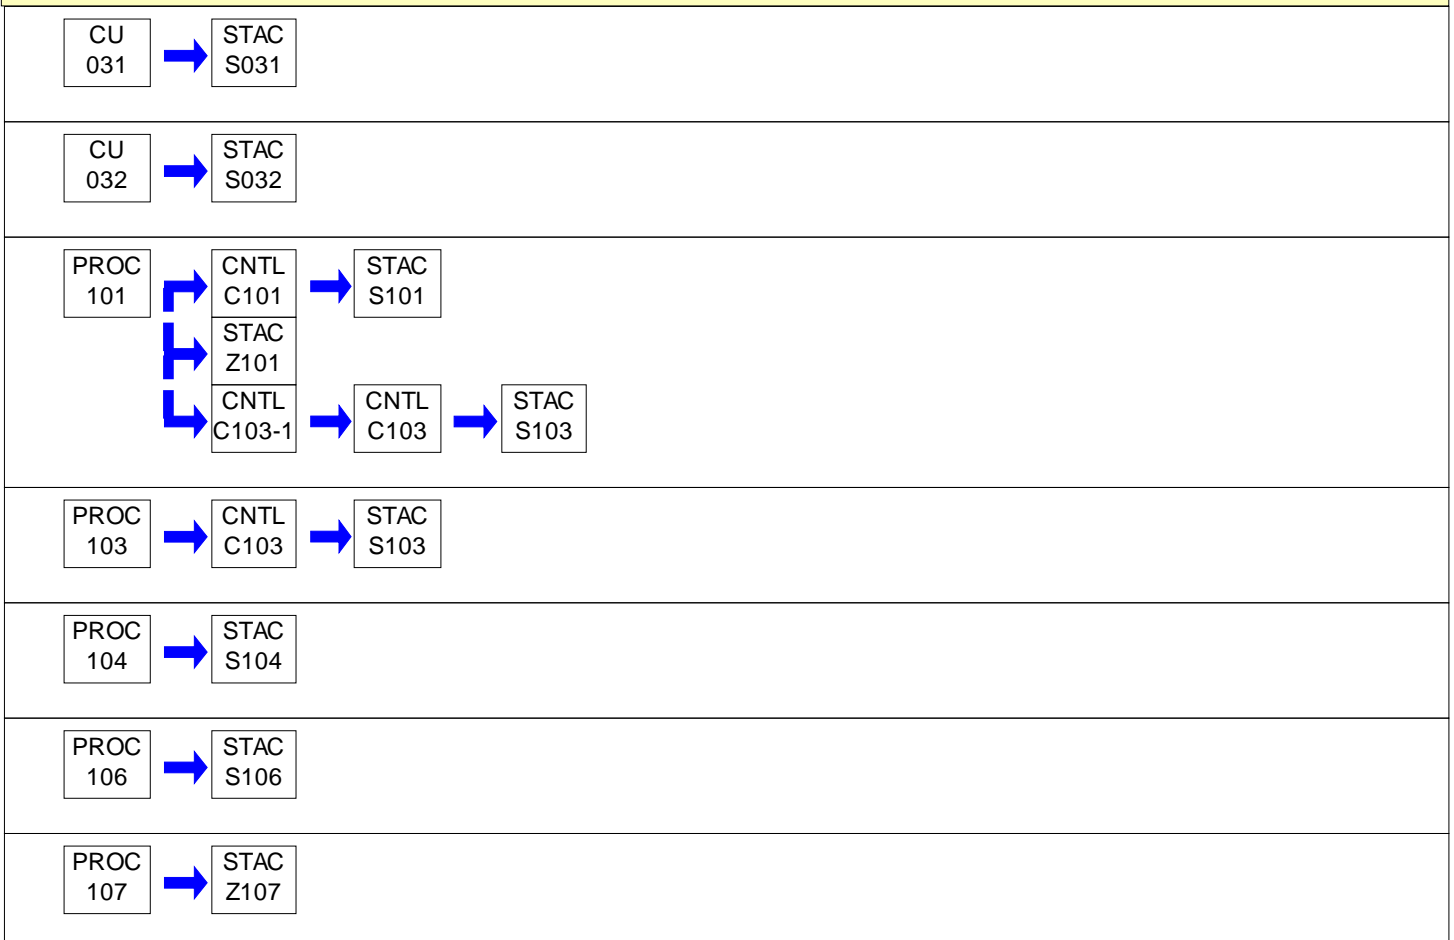 CU
031
STAC
S031
CU
032
STAC
S032
PROC
101
CNTL
C101
STAC
S101
STAC
Z101
CNTL
C103-1
CNTL
C103
STAC
S103
PROC
103
CNTL
C103
STAC
S103
PROC
104
STAC
S104
PROC
106
STAC
S106
PROC
107
STAC
Z107